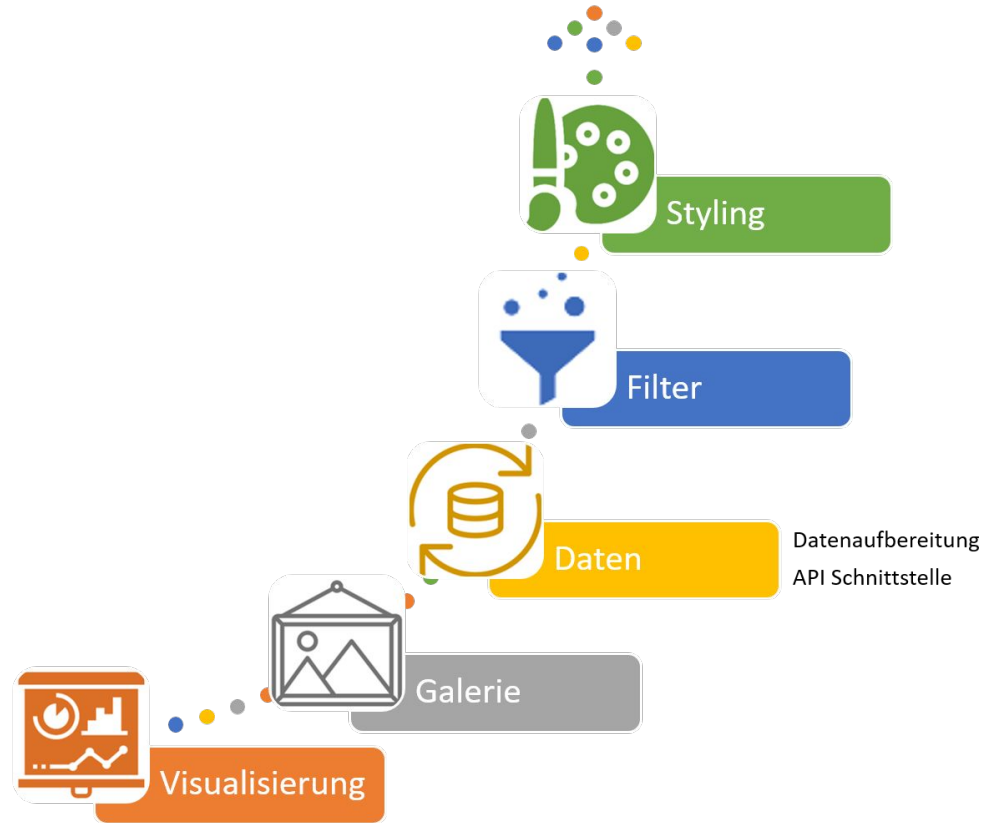 Styling
Filter
Daten
Datenaufbereitung
API Schnittstelle
Galerie
Visualisierung